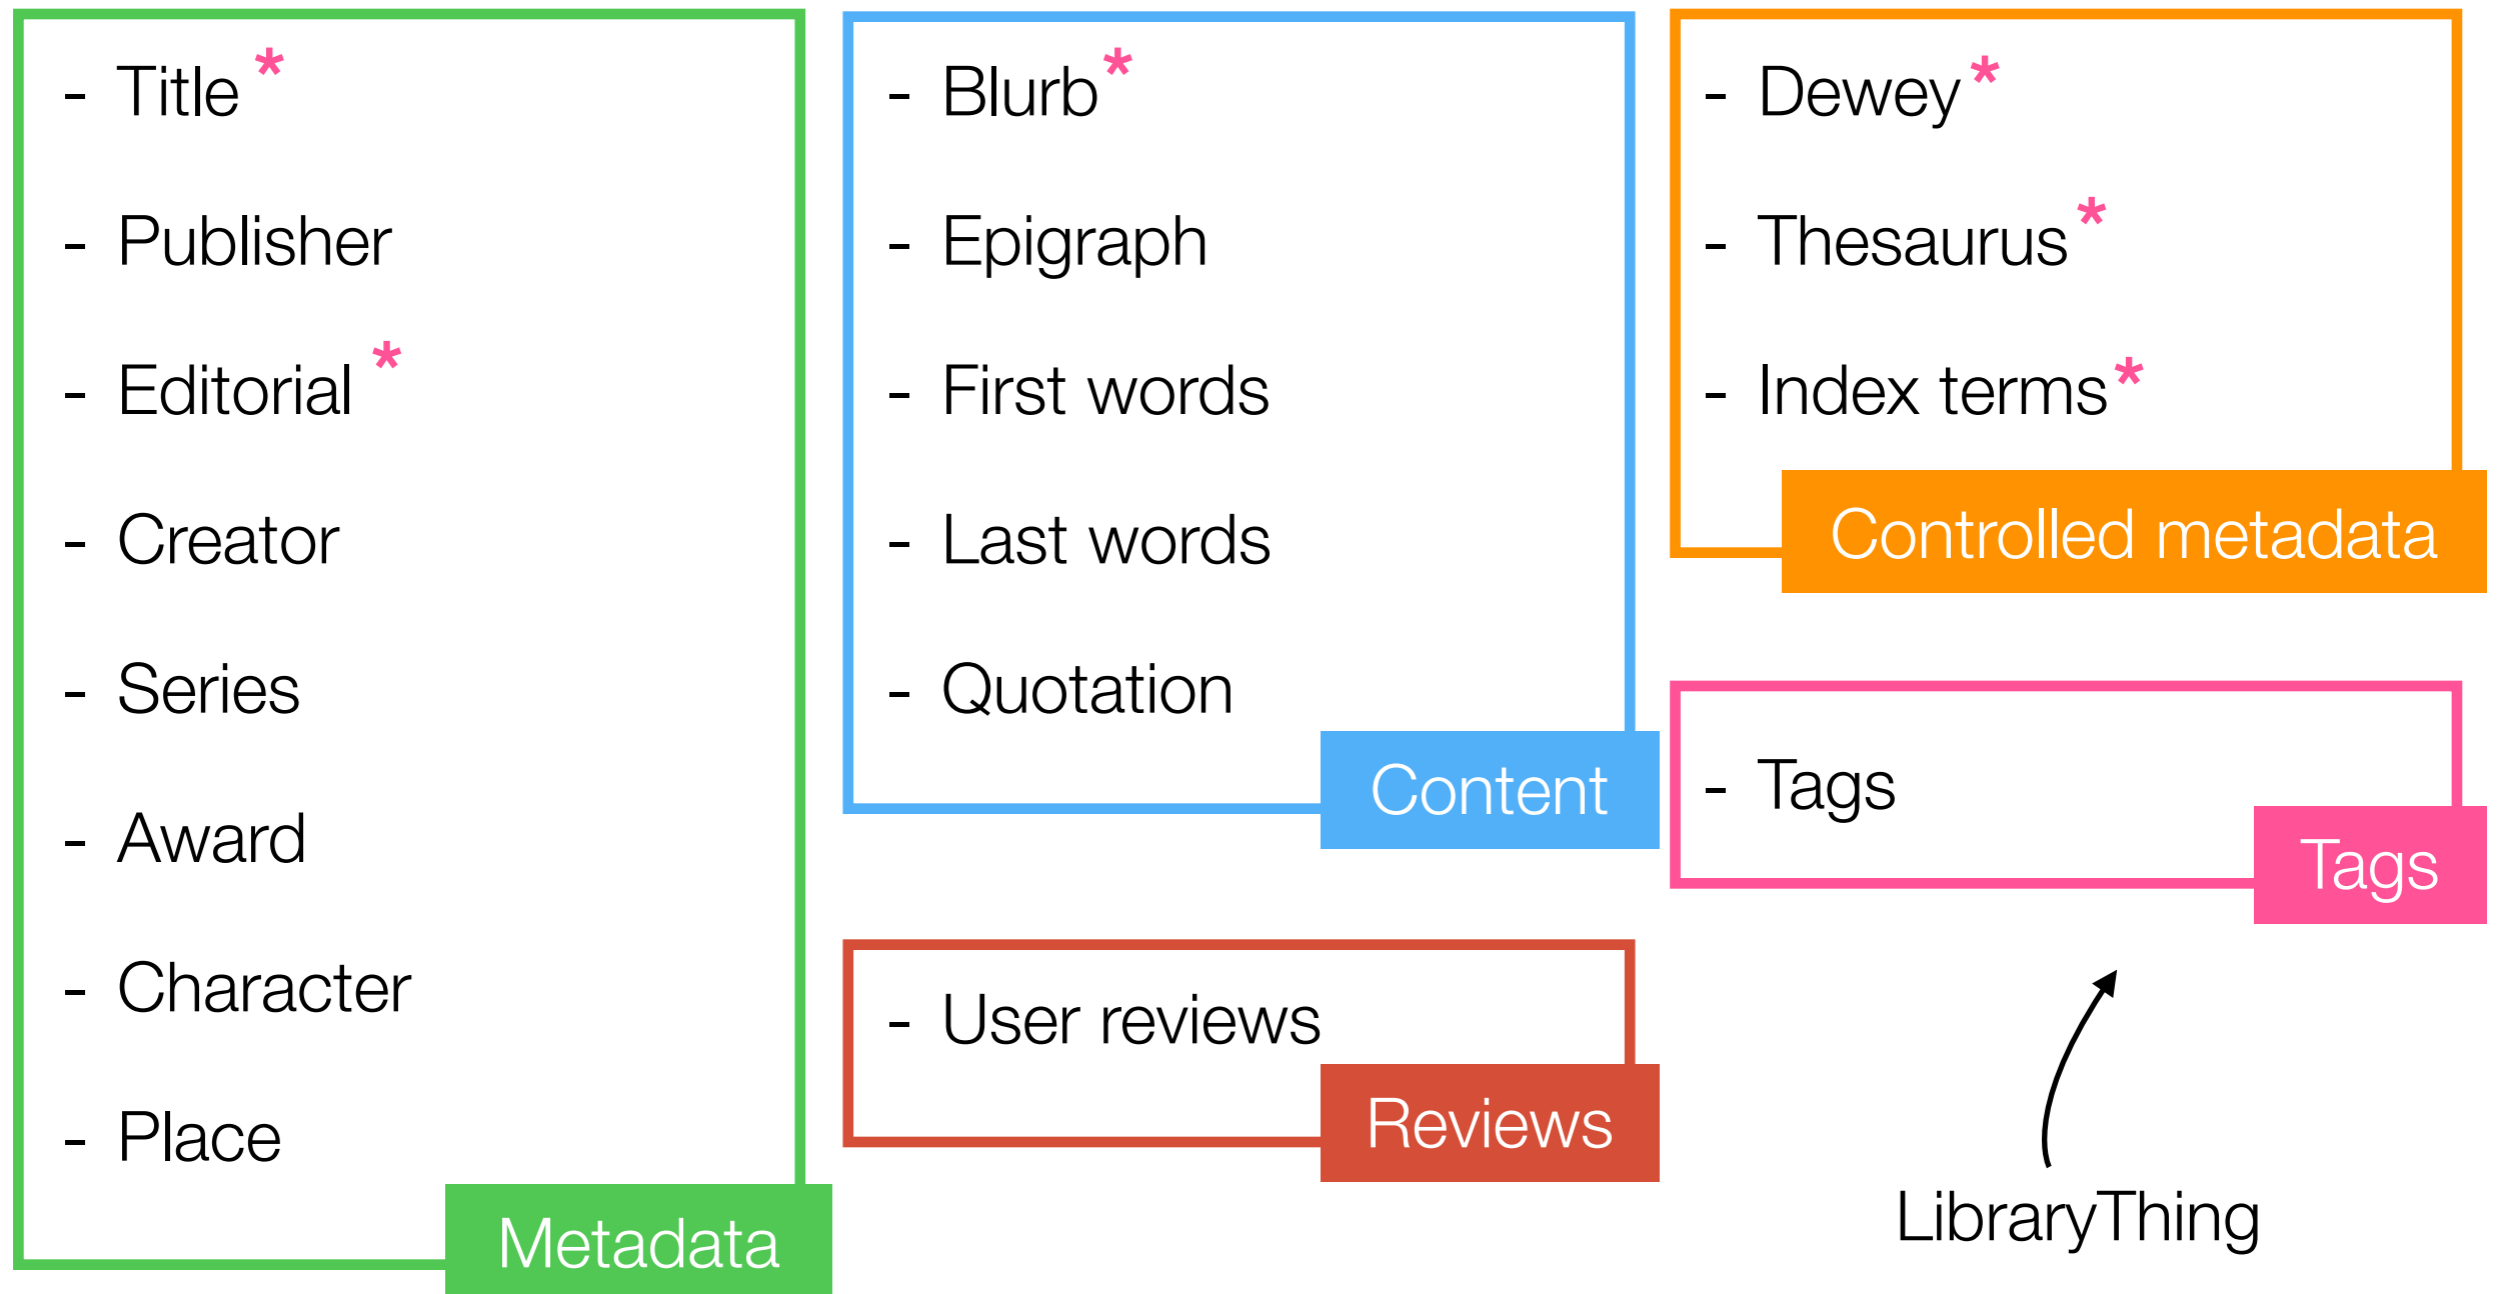 - Title *
- Publisher
- Editorial *
- Creator
- Series
- Award
- Character
- Place
Metadata
- Blurb *
- Epigraph
- First words
- Last words
- Quotation
Content
- User reviews
Reviews
- Dewey *
- Thesaurus *
- Index terms *
Controlled metadata
- Tags
Tags
LibraryThing